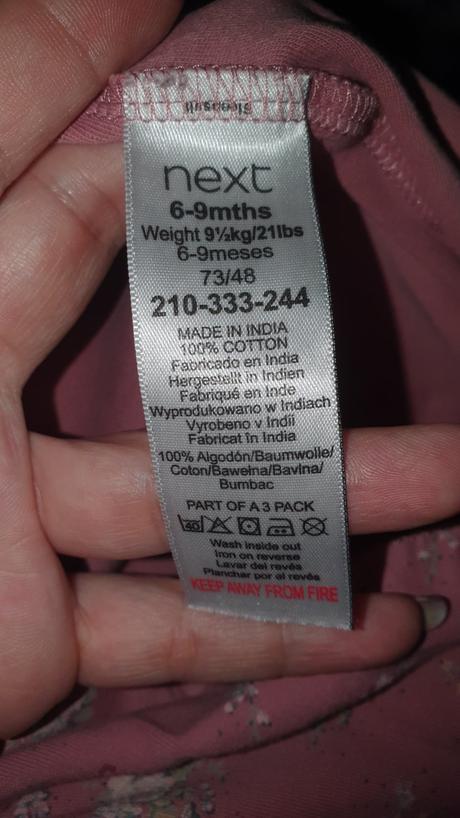 Sleepsuit
next
6-9mths
Weight 9½kg/21lbs
6-9meses
73/48
210-333-244
MADE IN INDIA
100% COTTON
Fabricado en India
Hergestellt in Indien
Fabriqué en Inde
Wyprodukowano w Indiach
Vyrobeno v Indii
Fabricat în India
100% Algodón/Baumwolle/
Coton/Bawełna/Bavlna/
Bumbac
PART OF A 3 PACK
40
Wash inside out
Iron on reverse
Lavar del revés
Planchar por al revés
KEEP AWAY FROM FIRE